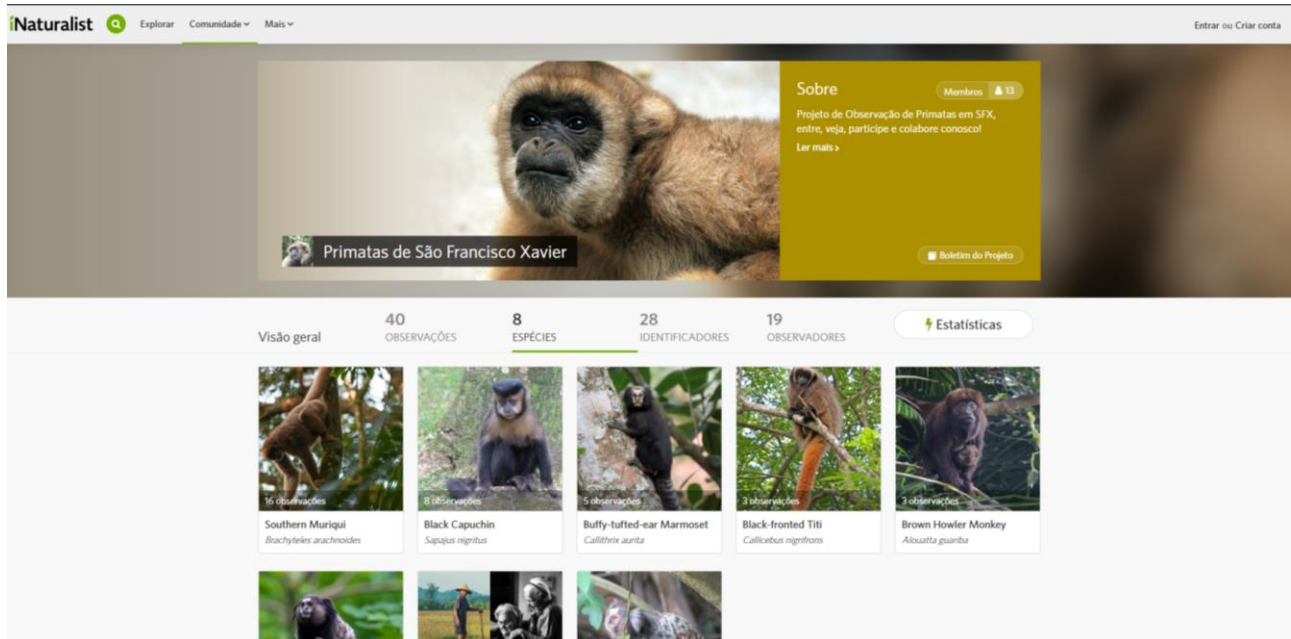 iNaturalist
Explorar
Comunidade
Mais
Entrar ou Criar conta
Sobre
Membros 13
Projeto de Observação de Primatas em SFX,
entre, veja, participe e colabore conosco!
Ler mais ›
Primatas de São Francisco Xavier
Boletim do Projeto
Visão geral
40
OBSERVAÇÕES
8
ESPÉCIES
28
IDENTIFICADORES
19
OBSERVADORES
Estatísticas
16 observações
8 observações
5 observações
3 observações
3 observações
Southern Muriqui
Brachyteles arachnoides
Black Capuchin
Sapajus nigritus
Buffy-tufted-ear Marmoset
Callithrix aurita
Black-fronted Titi
Callicebus nigrifrons
Brown Howler Monkey
Alouatta guariba